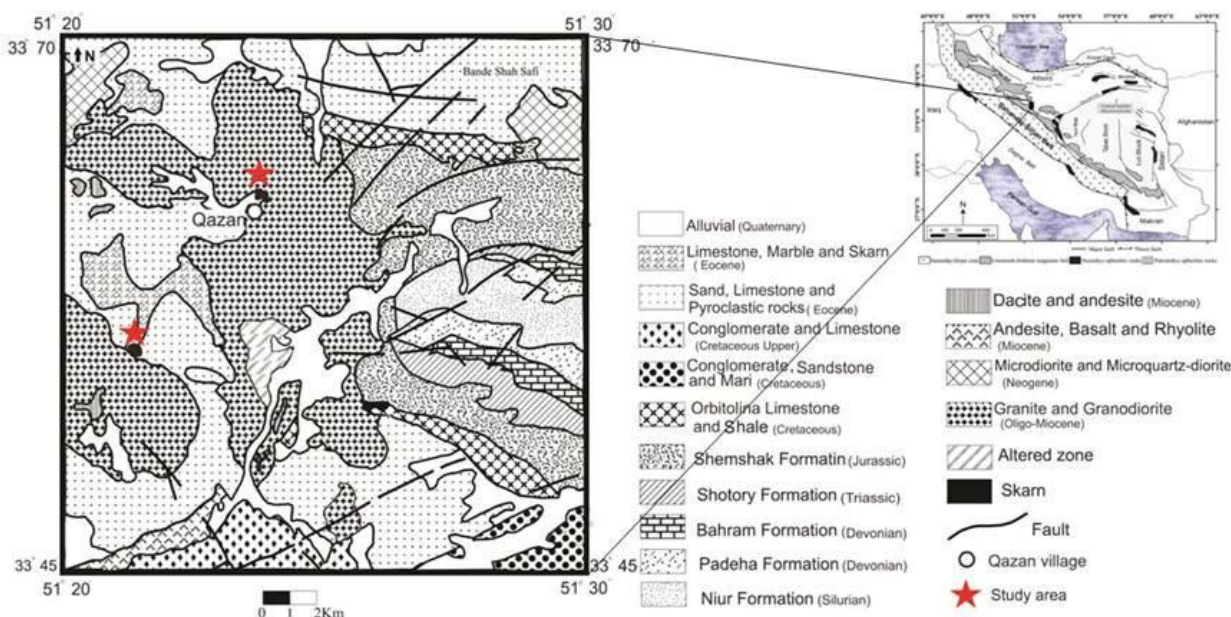 51° 20
51° 30
33° 70
33° 70
N
Bande Shah Safi
Qazan
33° 45
33° 45
51° 20
51° 30
0 1 2Km
Iraq
Alborz
Afghanistan
Makran
N
Alluvial (Quaternary)
Limestone, Marble and Skarn
(Eocene)
Sand, Limestone and
Pyroclastic rocks (Eocene)
Conglomerate and Limestone
(Cretaceous Upper)
Conglomerate, Sandstone
and Marl (Cretaceous)
Orbitolina Limestone
and Shale (Cretaceous)
Shemshak Formatin (Jurassic)
Shotory Formation (Triassic)
Bahram Formation (Devonian)
Padeha Formation (Devonian)
Niur Formation (Silurian)
Dacite and andesite (Miocene)
Andesite, Basalt and Rhyolite
(Miocene)
Microdiorite and Microquartz-diorite
(Neogene)
Granite and Granodiorite
(Oligo-Miocene)
Altered zone
Skarn
Fault
Qazan village
Study area